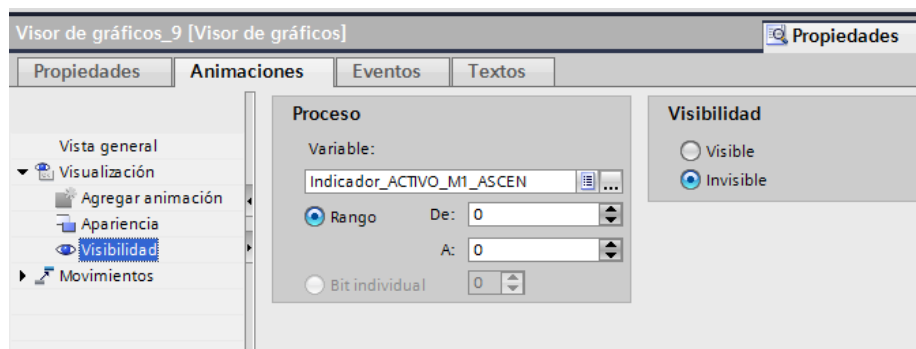 Visor de gráficos_9 [Visor de gráficos]
Propiedades
Propiedades
Animaciones
Eventos
Textos
Vista general
Visualización
Agregar animación
Apariencia
Visibilidad
Movimientos
Proceso
Variable:
Indicador_ACTIVO_M1_ASCEN
...
Rango De: 0
A: 0
Bit individual 0
Visibilidad
Visible
Invisible